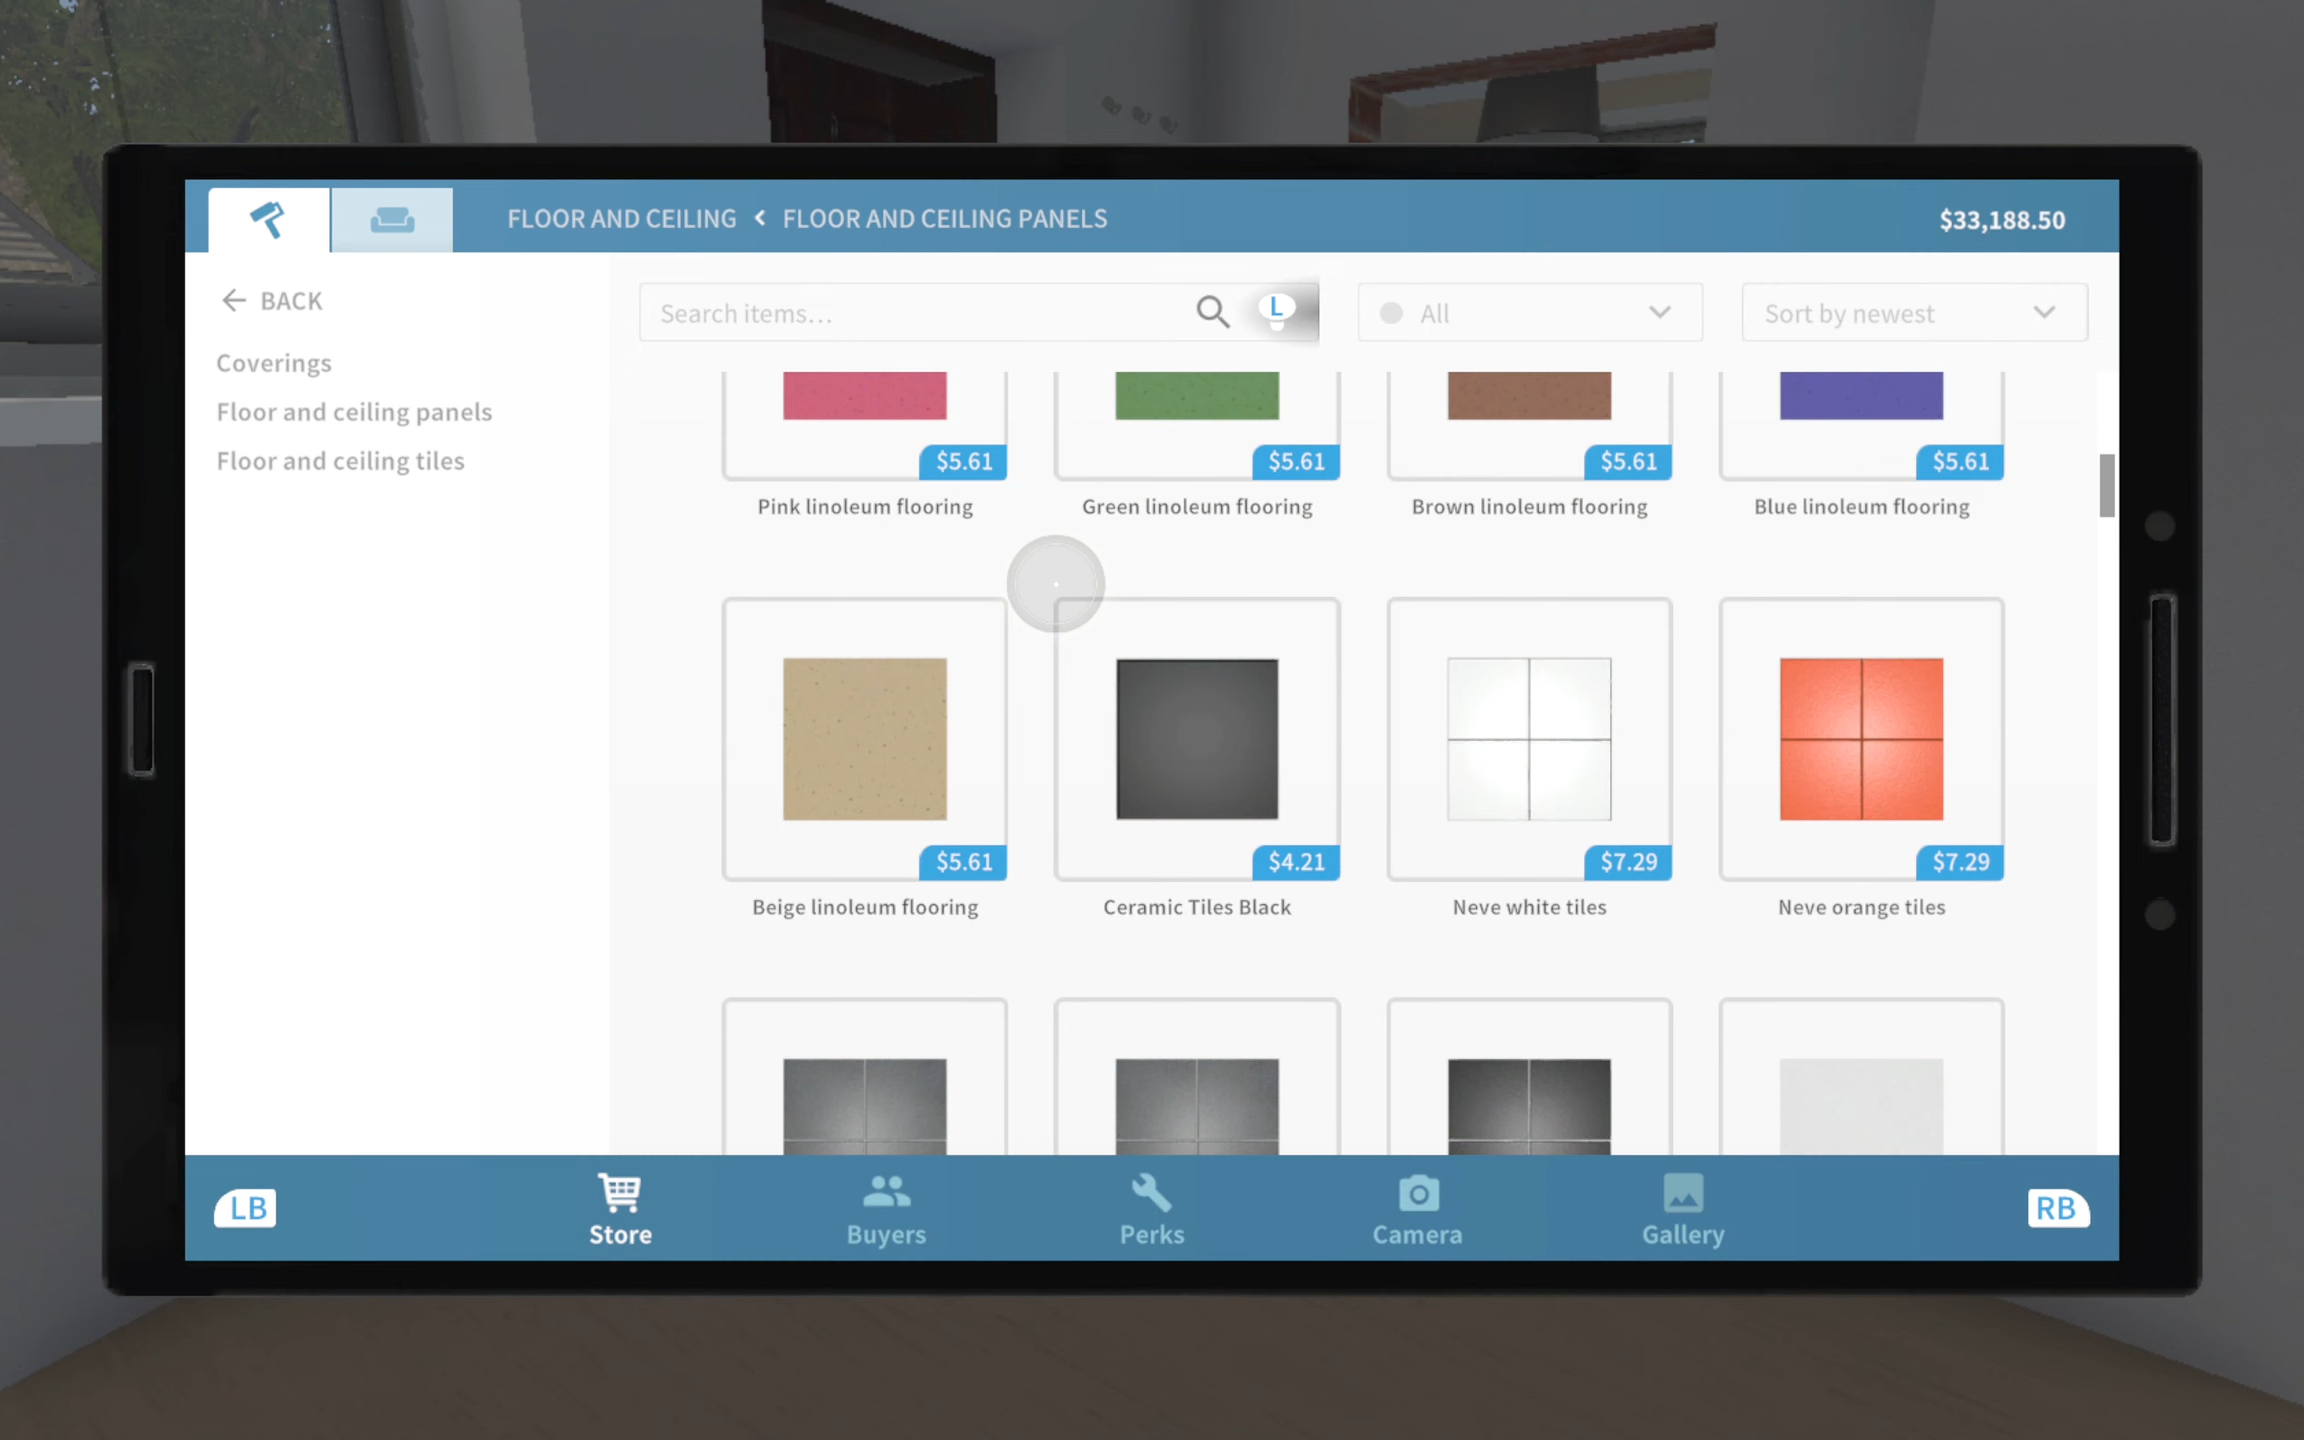 FLOOR AND CEILING < FLOOR AND CEILING PANELS
$33,188.50
BACK
Coverings
Floor and ceiling panels
Floor and ceiling tiles
Search items...
L
All
Sort by newest
$5.61
$5.61
$5.61
$5.61
Pink linoleum flooring
Green linoleum flooring
Brown linoleum flooring
Blue linoleum flooring
$5.61
$4.21
$7.29
$7.29
Beige linoleum flooring
Ceramic Tiles Black
Neve white tiles
Neve orange tiles
LB
Store
Buyers
Perks
Camera
Gallery
RB